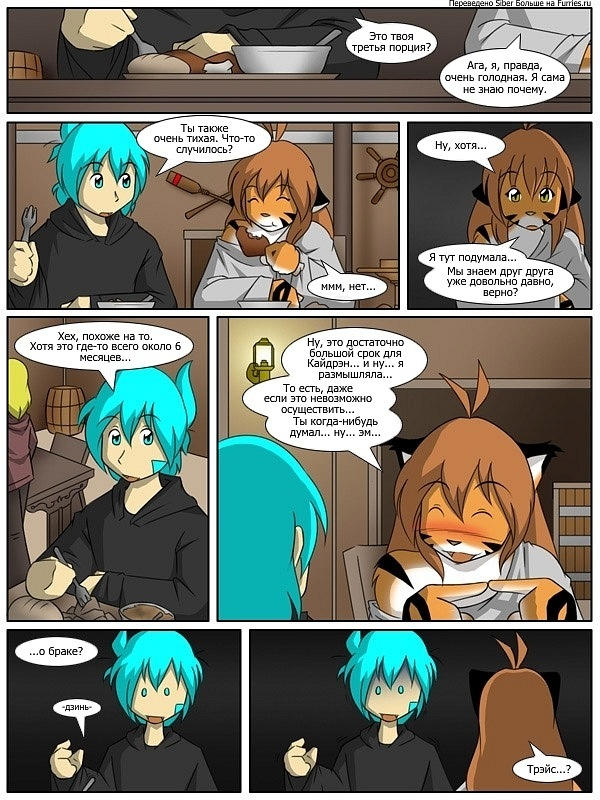 Переведено Siber Больше на Furries.ru
Это твоя
третья порция?
Ага, я, правда,
очень голодная. Я сама
не знаю почему.
Ты также
очень тихая. Что-то
случилось?
ммм, нет...
Ну, хотя...
Я тут подумала...
Мы знаем друг друга
уже довольно давно,
верно?
Хех, похоже на то.
Хотя это где-то всего около 6
месяцев...
Ну, это достаточно
большой срок для
Кайдрэн... и ну... я
размышляла...
То есть, даже
если это невозможно
осуществить...
Ты когда-нибудь
думал... ну... эм...
...о браке?
-дзинь-
Трэйс...?